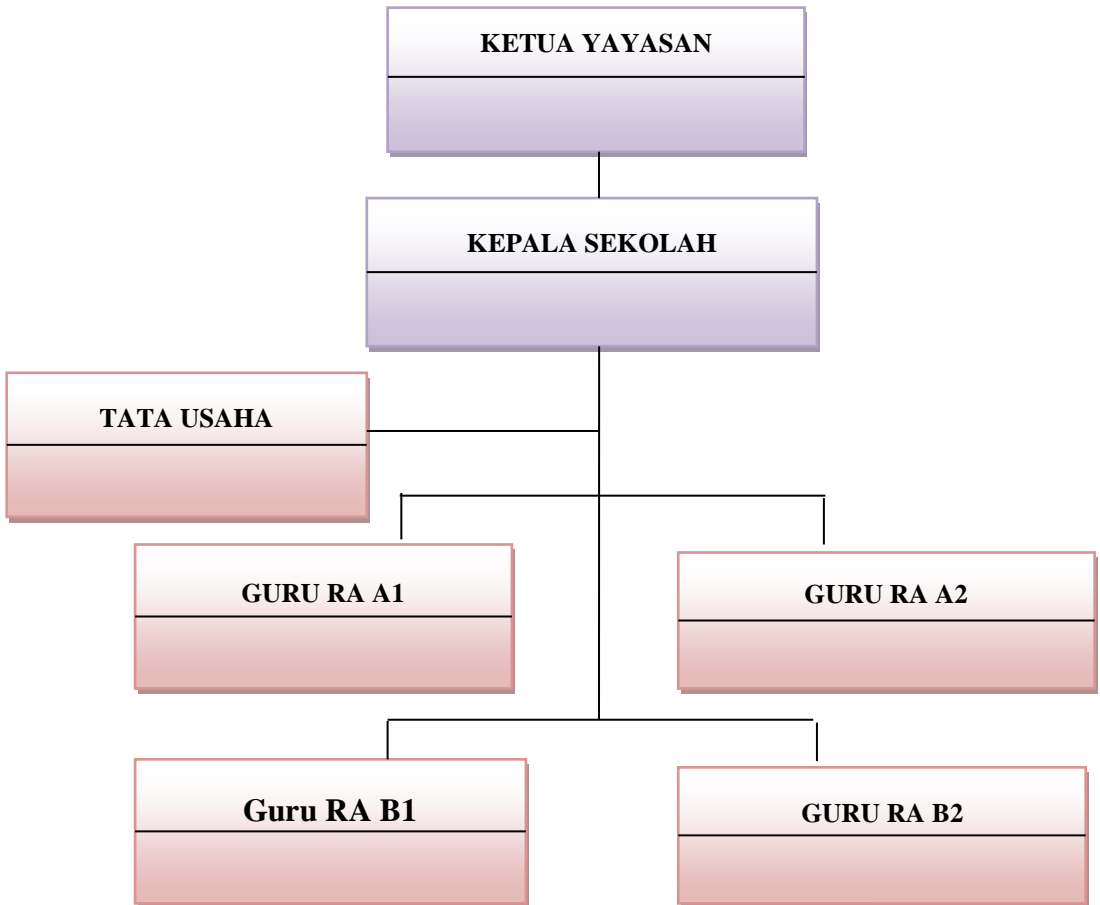 KETUA YAYASAN
KEPALA SEKOLAH
TATA USAHA
GURU RA A1
GURU RA A2
Guru RA B1
GURU RA B2